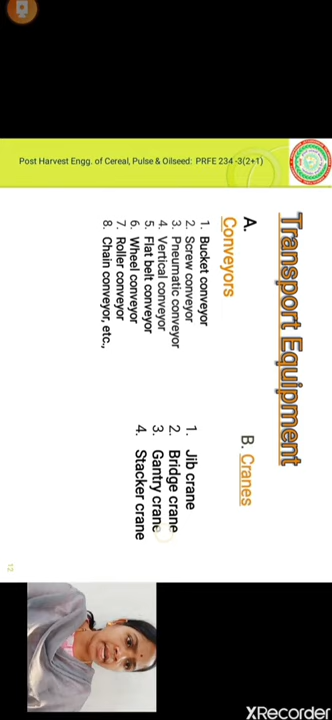 Post Harvest Engg. of Cereal, Pulse & Oilseed: PRFE 234 -3(2+1)
Transport Equipment
A.
Conveyors
1. Bucket conveyor
2. Screw conveyor
3. Pneumatic conveyor
4. Vertical conveyor
5. Flat belt conveyor
6. Wheel conveyor
7. Roller conveyor
8. Chain conveyor, etc.,
B. Cranes
1. Jib crane
2. Bridge crane
3. Gantry crane
4. Stacker crane
12
XRecorder